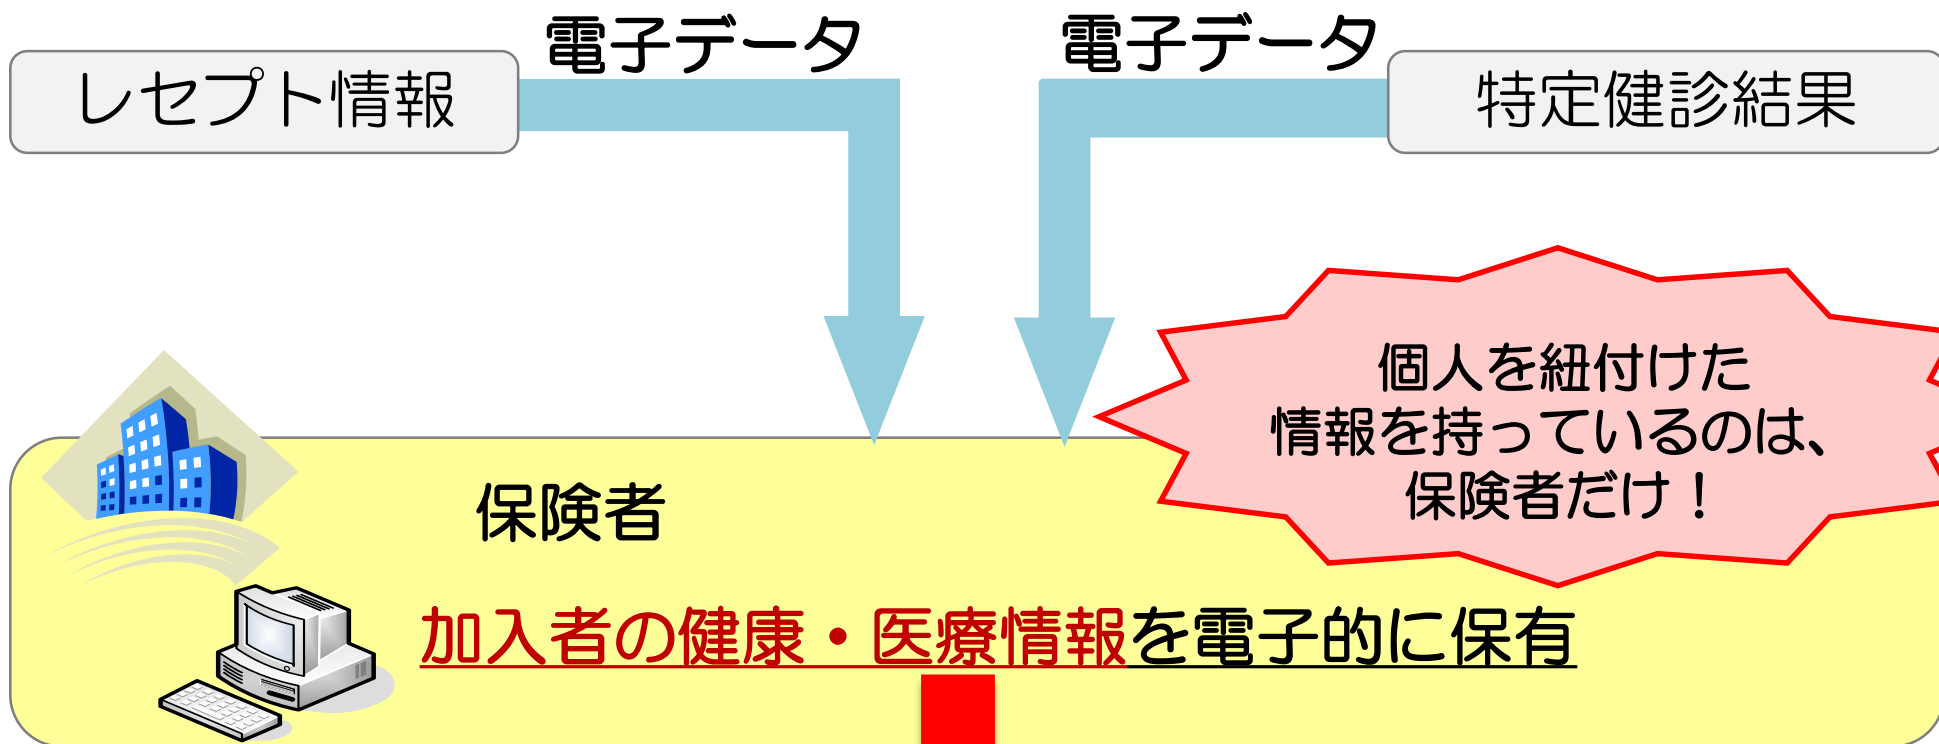 電子データ
電子データ
レセプト情報
特定健診結果
個人を紐付けた
情報を持っているのは、
保険者だけ！
保険者
加入者の健康・医療情報を電子的に保有